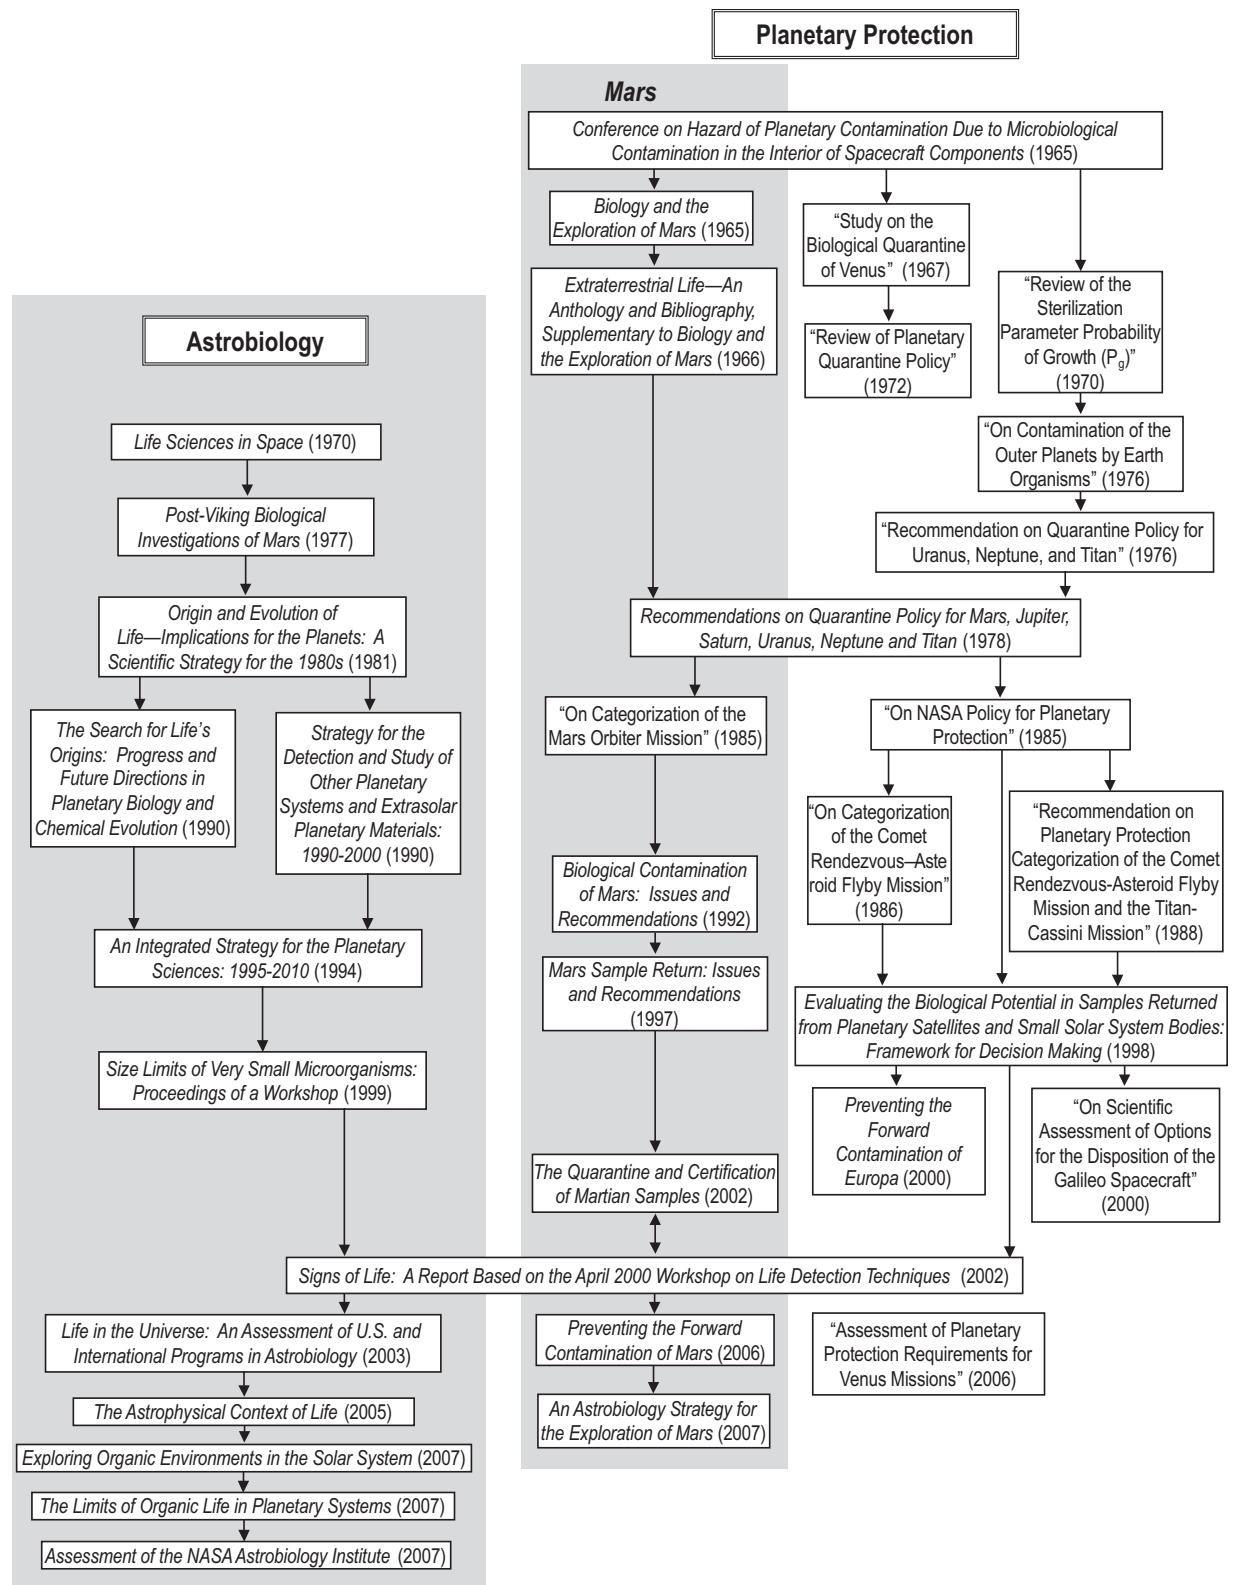 Planetary Protection
Mars
Conference on Hazard of Planetary Contamination Due to Microbiological
Contamination in the Interior of Spacecraft Components (1965)
Biology and the
Exploration of Mars (1965)
Extraterrestrial Life—An
Anthology and Bibliography,
Supplementary to Biology and
the Exploration of Mars (1966)
“Study on the
Biological Quarantine
of Venus” (1967)
“Review of Planetary
Quarantine Policy”
(1972)
“Review of the
Sterilization
Parameter Probability
of Growth (Pg)”
(1970)
“On Contamination of the
Outer Planets by Earth
Organisms” (1976)
“Recommendation on Quarantine Policy for
Uranus, Neptune, and Titan” (1976)
Recommendations on Quarantine Policy for Mars, Jupiter,
Saturn, Uranus, Neptune and Titan (1978)
“On Categorization of the
Mars Orbiter Mission” (1985)
Biological Contamination
of Mars: Issues and
Recommendations (1992)
Mars Sample Return: Issues
and Recommendations
(1997)
The Quarantine and Certification
of Martian Samples (2002)
“On NASA Policy for Planetary
Protection” (1985)
“On Categorization
of the Comet
Rendezvous–Aste
roid Flyby Mission”
(1986)
“Recommendation on
Planetary Protection
Categorization of the Comet
Rendezvous-Asteroid Flyby
Mission and the Titan-
Cassini Mission” (1988)
Evaluating the Biological Potential in Samples Returned
from Planetary Satellites and Small Solar System Bodies:
Framework for Decision Making (1998)
Preventing the
Forward
Contamination of
Europa (2000)
“On Scientific
Assessment of Options
for the Disposition of the
Galileo Spacecraft”
(2000)
Astrobiology
Life Sciences in Space (1970)
Post-Viking Biological
Investigations of Mars (1977)
Origin and Evolution of
Life—Implications for the Planets: A
Scientific Strategy for the 1980s (1981)
The Search for Life’s
Origins: Progress and
Future Directions in
Planetary Biology and
Chemical Evolution (1990)
Strategy for the
Detection and Study of
Other Planetary
Systems and Extrasolar
Planetary Materials:
1990-2000 (1990)
An Integrated Strategy for the Planetary
Sciences: 1995-2010 (1994)
Size Limits of Very Small Microorganisms:
Proceedings of a Workshop (1999)
Signs of Life: A Report Based on the April 2000 Workshop on Life Detection Techniques (2002)
Life in the Universe: An Assessment of U.S. and
International Programs in Astrobiology (2003)
The Astrophysical Context of Life (2005)
Exploring Organic Environments in the Solar System (2007)
The Limits of Organic Life in Planetary Systems (2007)
Assessment of the NASA Astrobiology Institute (2007)
Preventing the Forward
Contamination of Mars (2006)
An Astrobiology Strategy for
the Exploration of Mars (2007)
“Assessment of Planetary
Protection Requirements for
Venus Missions” (2006)